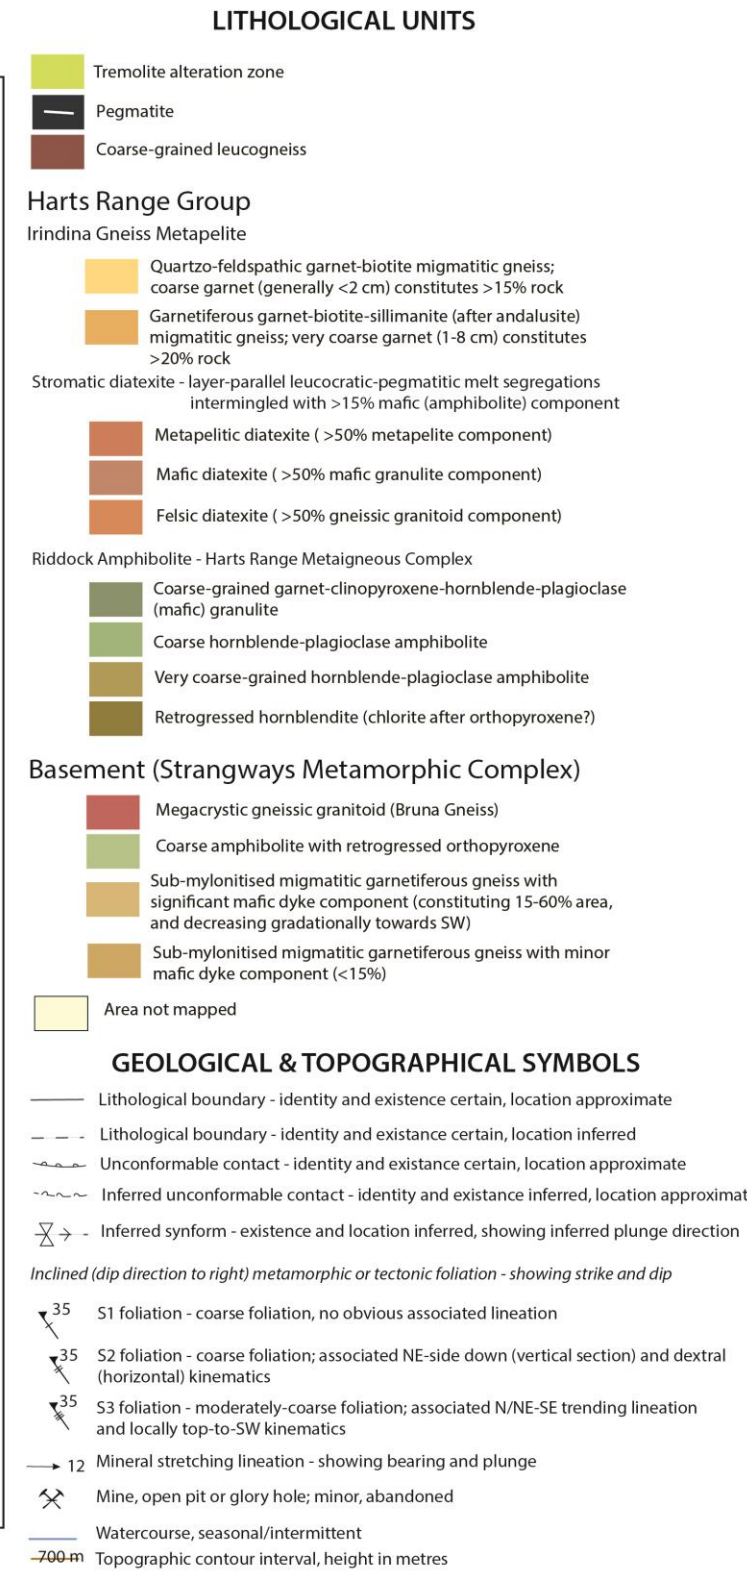 LITHOLOGICAL UNITS
Tremolite alteration zone
Pegmatite
Coarse-grained leucogneiss
Harts Range Group
Irindina Gneiss Metapelite
Quartzo-feldspathic garnet-biotite migmatitic gneiss;
coarse garnet (generally <2 cm) constitutes >15% rock
Garnetiferous garnet-biotite-sillimanite (after andalusite)
migmatitic gneiss; very coarse garnet (1-8 cm) constitutes
>20% rock
Stromatic diatexite - layer-parallel leucocratic-pegmatitic melt segregations
intermingled with >15% mafic (amphibolite) component
Metapelitic diatexite ( >50% metapelite component)
Mafic diatexite ( >50% mafic granulite component)
Felsic diatexite ( >50% gneissic granitoid component)
Riddock Amphibolite - Harts Range Metaigneous Complex
Coarse-grained garnet-clinopyroxene-hornblende-plagioclase
(mafic) granulite
Coarse hornblende-plagioclase amphibolite
Very coarse-grained hornblende-plagioclase amphibolite
Retrogressed hornblendite (chlorite after orthopyroxene?)
Basement (Strangways Metamorphic Complex)
Megacrystic gneissic granitoid (Bruna Gneiss)
Coarse amphibolite with retrogressed orthopyroxene
Sub-mylonitised migmatitic garnetiferous gneiss with
significant mafic dyke component (constituting 15-60% area,
and decreasing gradationally towards SW)
Sub-mylonitised migmatitic garnetiferous gneiss with minor
mafic dyke component (<15%)
Area not mapped
GEOLOGICAL & TOPOGRAPHICAL SYMBOLS
Lithological boundary - identity and existence certain, location approximate
Lithological boundary - identity and existance certain, location inferred
Unconformable contact - identity and existance certain, location approximate
Inferred unconformable contact - identity and existance inferred, location approximat
Inferred synform - existence and location inferred, showing inferred plunge direction
Inclined (dip direction to right) metamorphic or tectonic foliation - showing strike and dip
35 S1 foliation - coarse foliation, no obvious associated lineation
35 S2 foliation - coarse foliation; associated NE-side down (vertical section) and dextral
(horizontal) kinematics
35 S3 foliation - moderately-coarse foliation; associated N/NE-SE trending lineation
and locally top-to-SW kinematics
12 Mineral stretching lineation - showing bearing and plunge
Mine, open pit or glory hole; minor, abandoned
Watercourse, seasonal/intermittent
700 m Topographic contour interval, height in metres